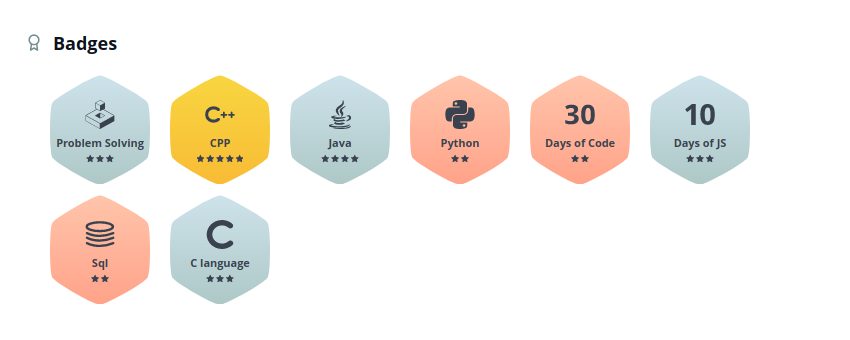 Badges
Problem Solving
C++
CPP
Java
Python
30
Days of Code
10
Days of JS
Sql
C
C language